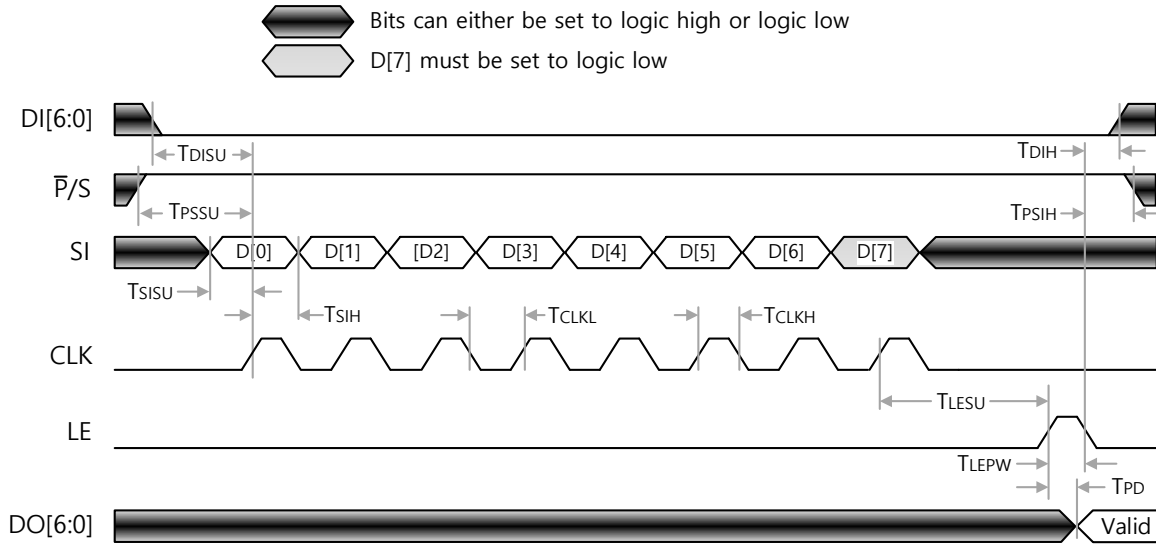 Bits can either be set to logic high or logic low
D[7] must be set to logic low
DI[6:0]
TDISU
TDIH
P̅/S
TPSSU
TPSIH
SI
D[0]
D[1]
[D2]
D[3]
D[4]
D[5]
D[6]
D[7]
TSISU
TSIH
TCLKL
TCLKH
CLK
TLESU
LE
TLEPW
TPD
DO[6:0]
Valid